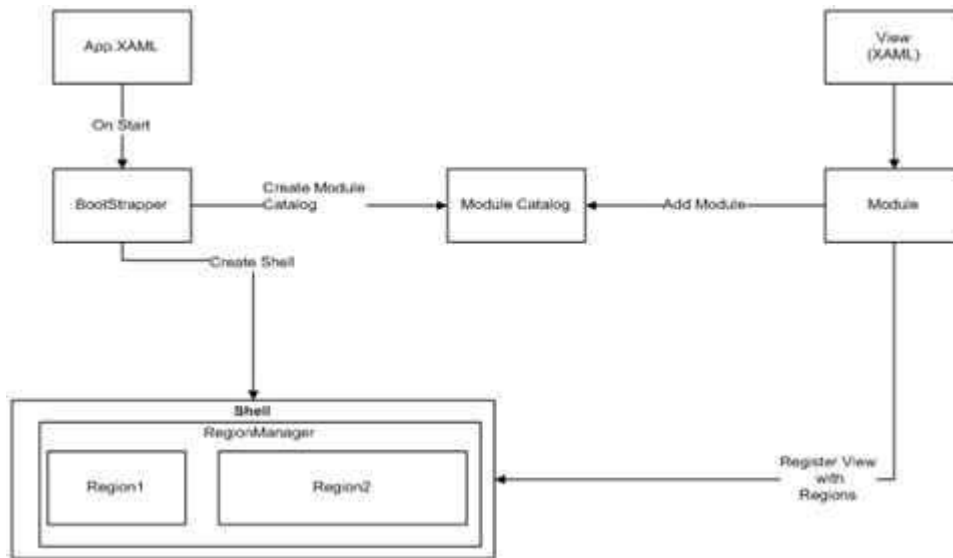 App.XAML
View
(XAML)
On Start
BootStrapper
Create Module
Catalog
Module Catalog
Add Module
Module
Create Shell
Shell
RegionManager
Region1
Region2
Register View
with
Regions